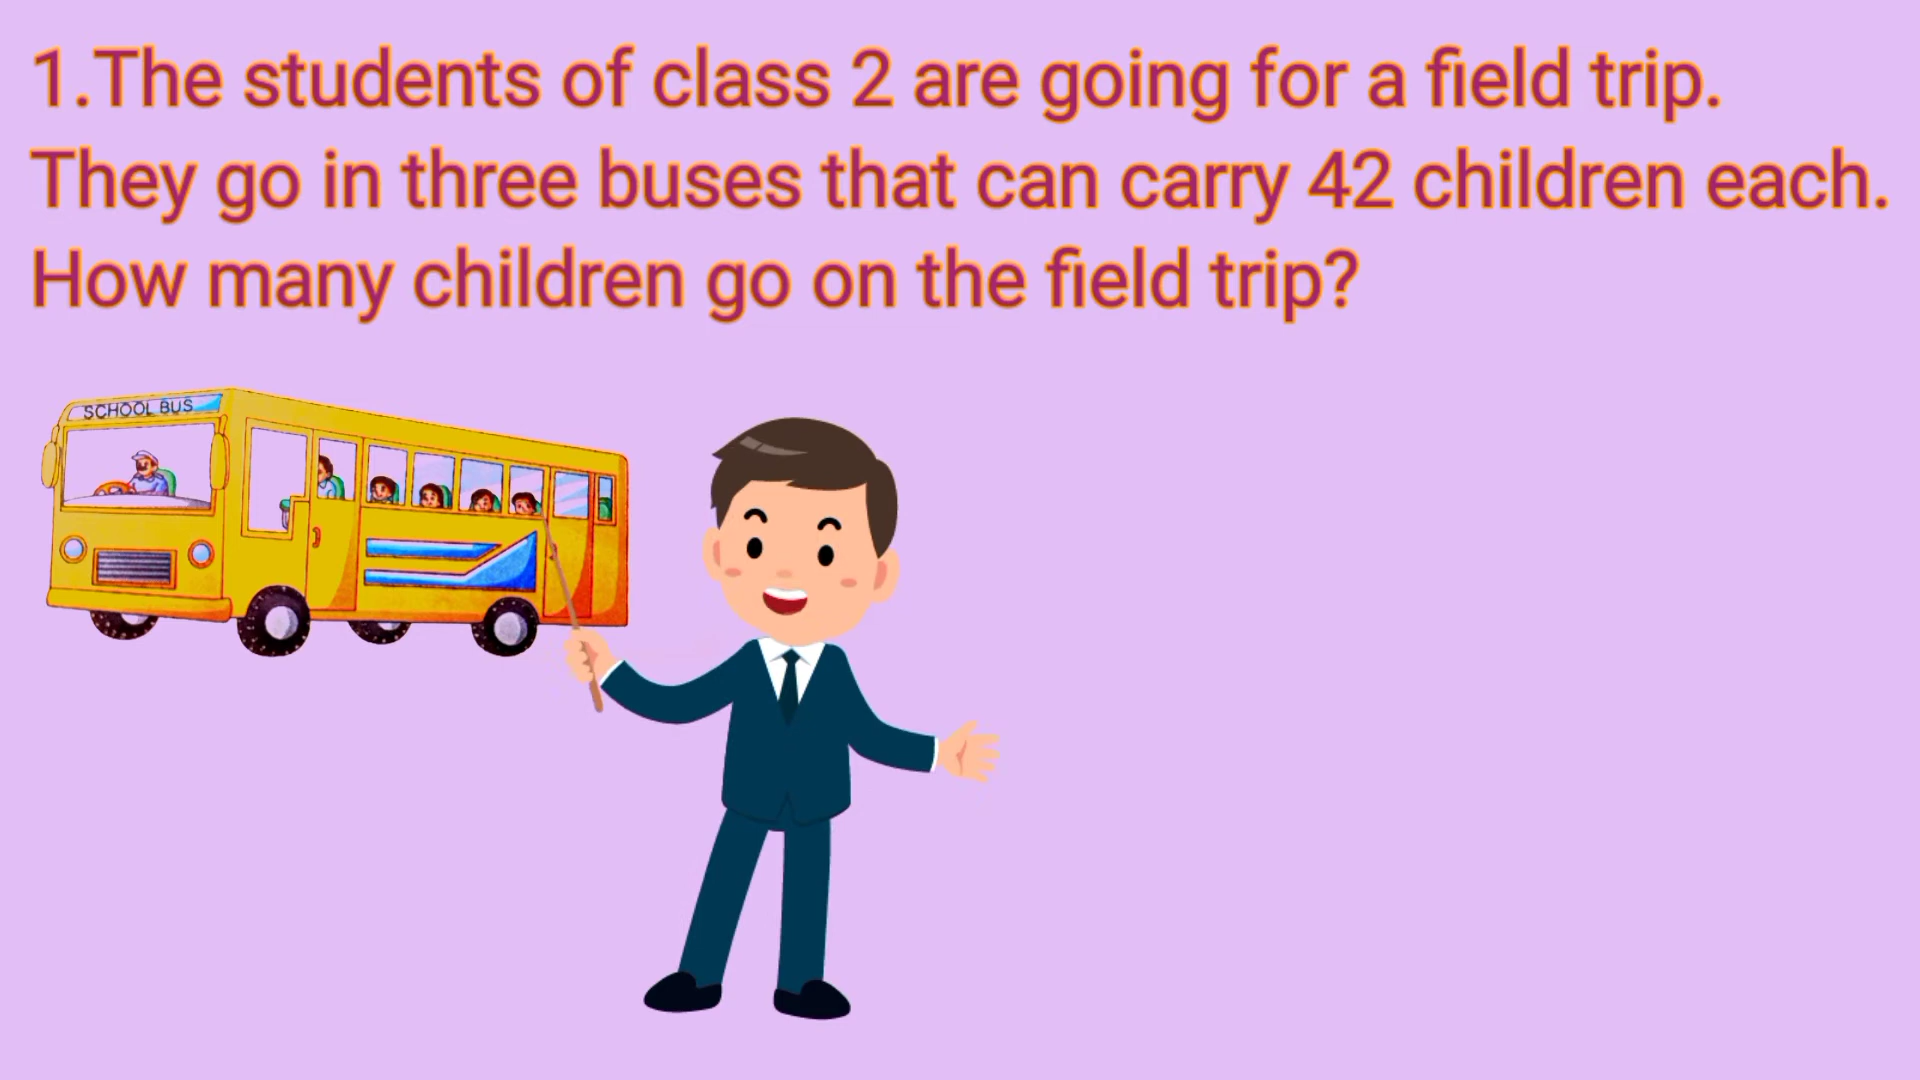 1.The students of class 2 are going for a field trip.
They go in three buses that can carry 42 children each.
How many children go on the field trip?
SCHOOL BUS